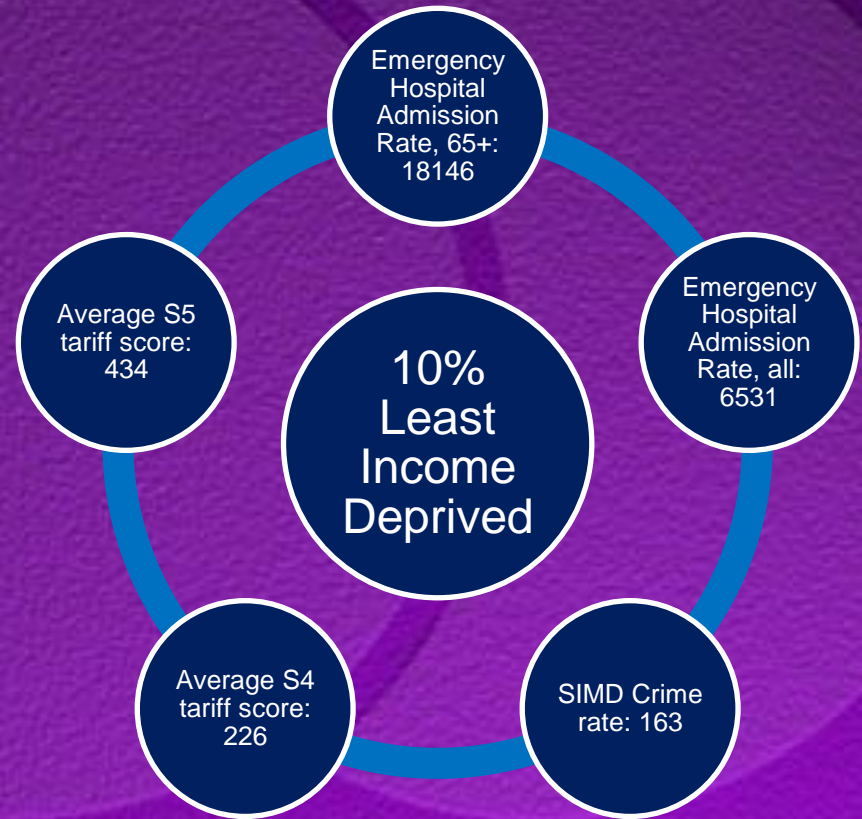 Emergency
Hospital
Admission
Rate, 65+:
18146
Emergency
Hospital
Admission
Rate, all:
6531
SIMD Crime
rate: 163
Average S4
tariff score:
226
Average S5
tariff score:
434
10%
Least
Income
Deprived